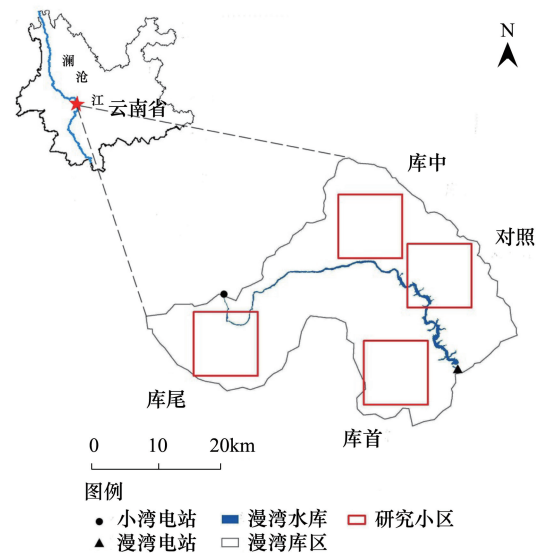 N
澜
沧
江
云南省
库中
对照
库尾
库首
0 10 20km
图例
小湾电站 漫湾水库 研究小区
漫湾电站 漫湾库区